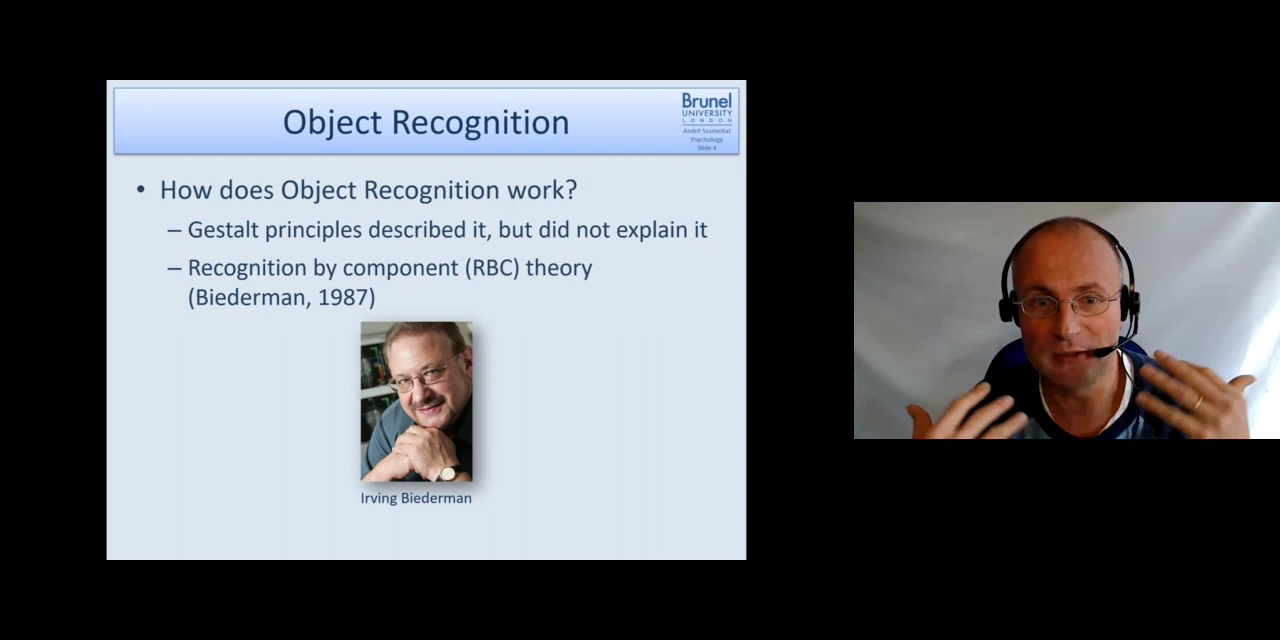 Object Recognition
Brunel
UNIVERSITY
LONDON
André Scumeitat
Psychology
Slide 4
• How does Object Recognition work?
– Gestalt principles described it, but did not explain it
– Recognition by component (RBC) theory
(Biederman, 1987)
Irving Biederman